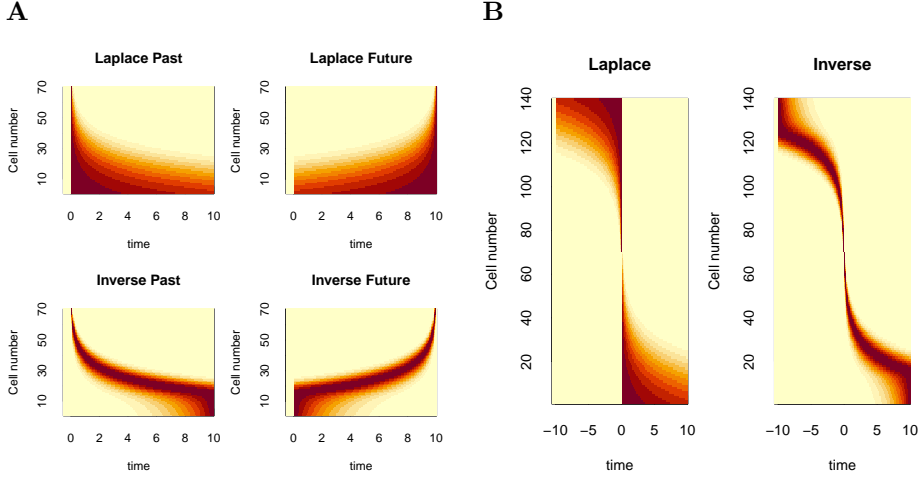 A
B
Laplace Past
Laplace Future
Cell number
70
50
30
10
0 2 4 6 8 10
time
Cell number
70
50
30
10
0 2 4 6 8 10
time
Inverse Past
Inverse Future
Cell number
70
50
30
10
0 2 4 6 8 10
time
Cell number
70
50
30
10
0 2 4 6 8 10
time
Laplace
Cell number
140
120
100
80
60
40
20
−10 −5 0 5 10
time
Inverse
Cell number
140
120
100
80
60
40
20
−10 −5 0 5 10
time